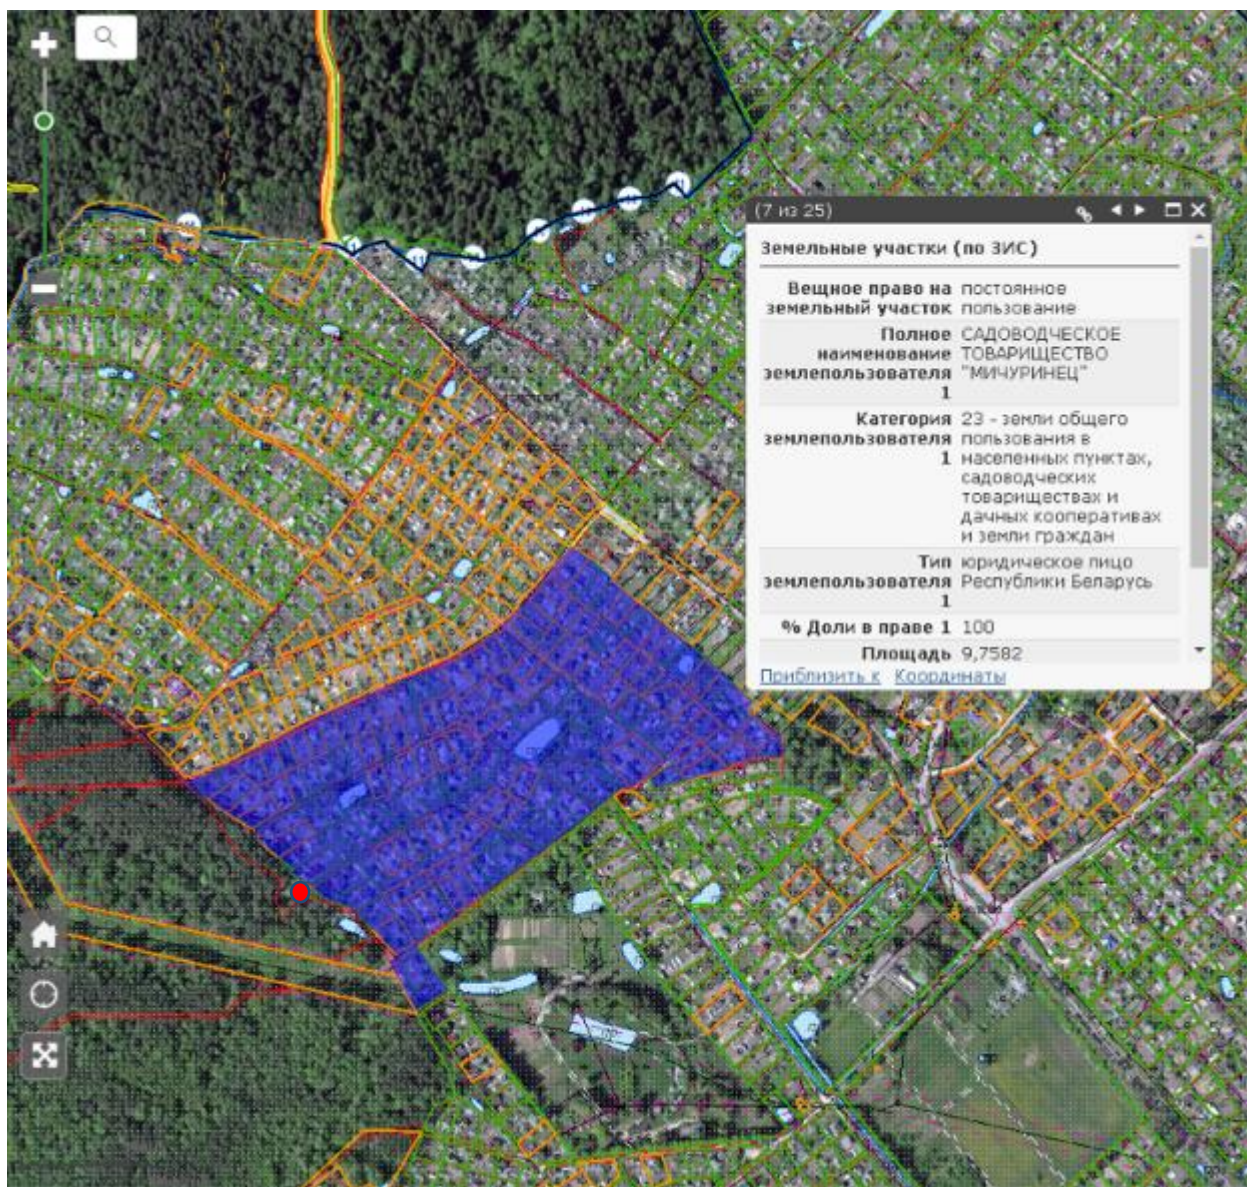 (7 из 25)
Земельные участки (по ЗИС)
Вещное право на постоянное
земельный участок пользование
Полное САДОВОДЧЕСКОЕ
наименование ТОВАРИЩЕСТВО
землепользователя "МИЧУРИНЕЦ"
1
Категория 23 - земли общего
землепользователя пользования в
1 населенных пунктах,
садоводческих
товариществах и
дачных кооперативах
и земли граждан
Тип юридическое лицо
землепользователя Республики Беларусь
1
% Доли в праве 1 100
Площадь 9,7582
Приблизить к Координаты